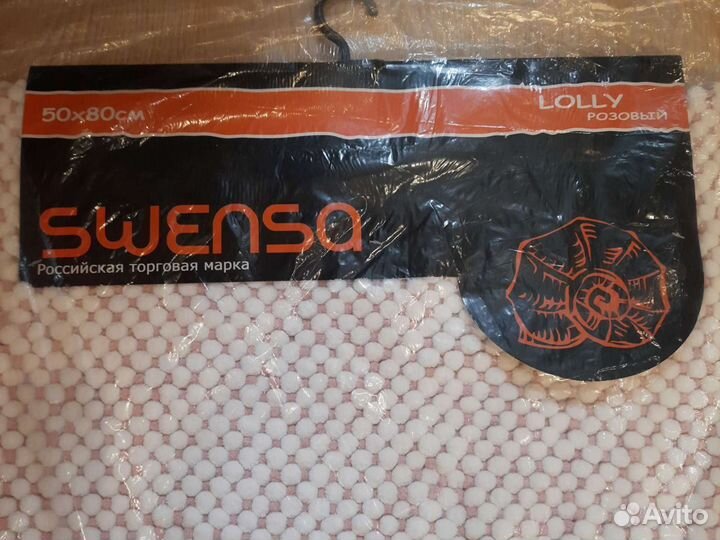 50x80см
LOLLY
РОЗОВЫЙ
SWENSA
Российская торговая марка
Avito